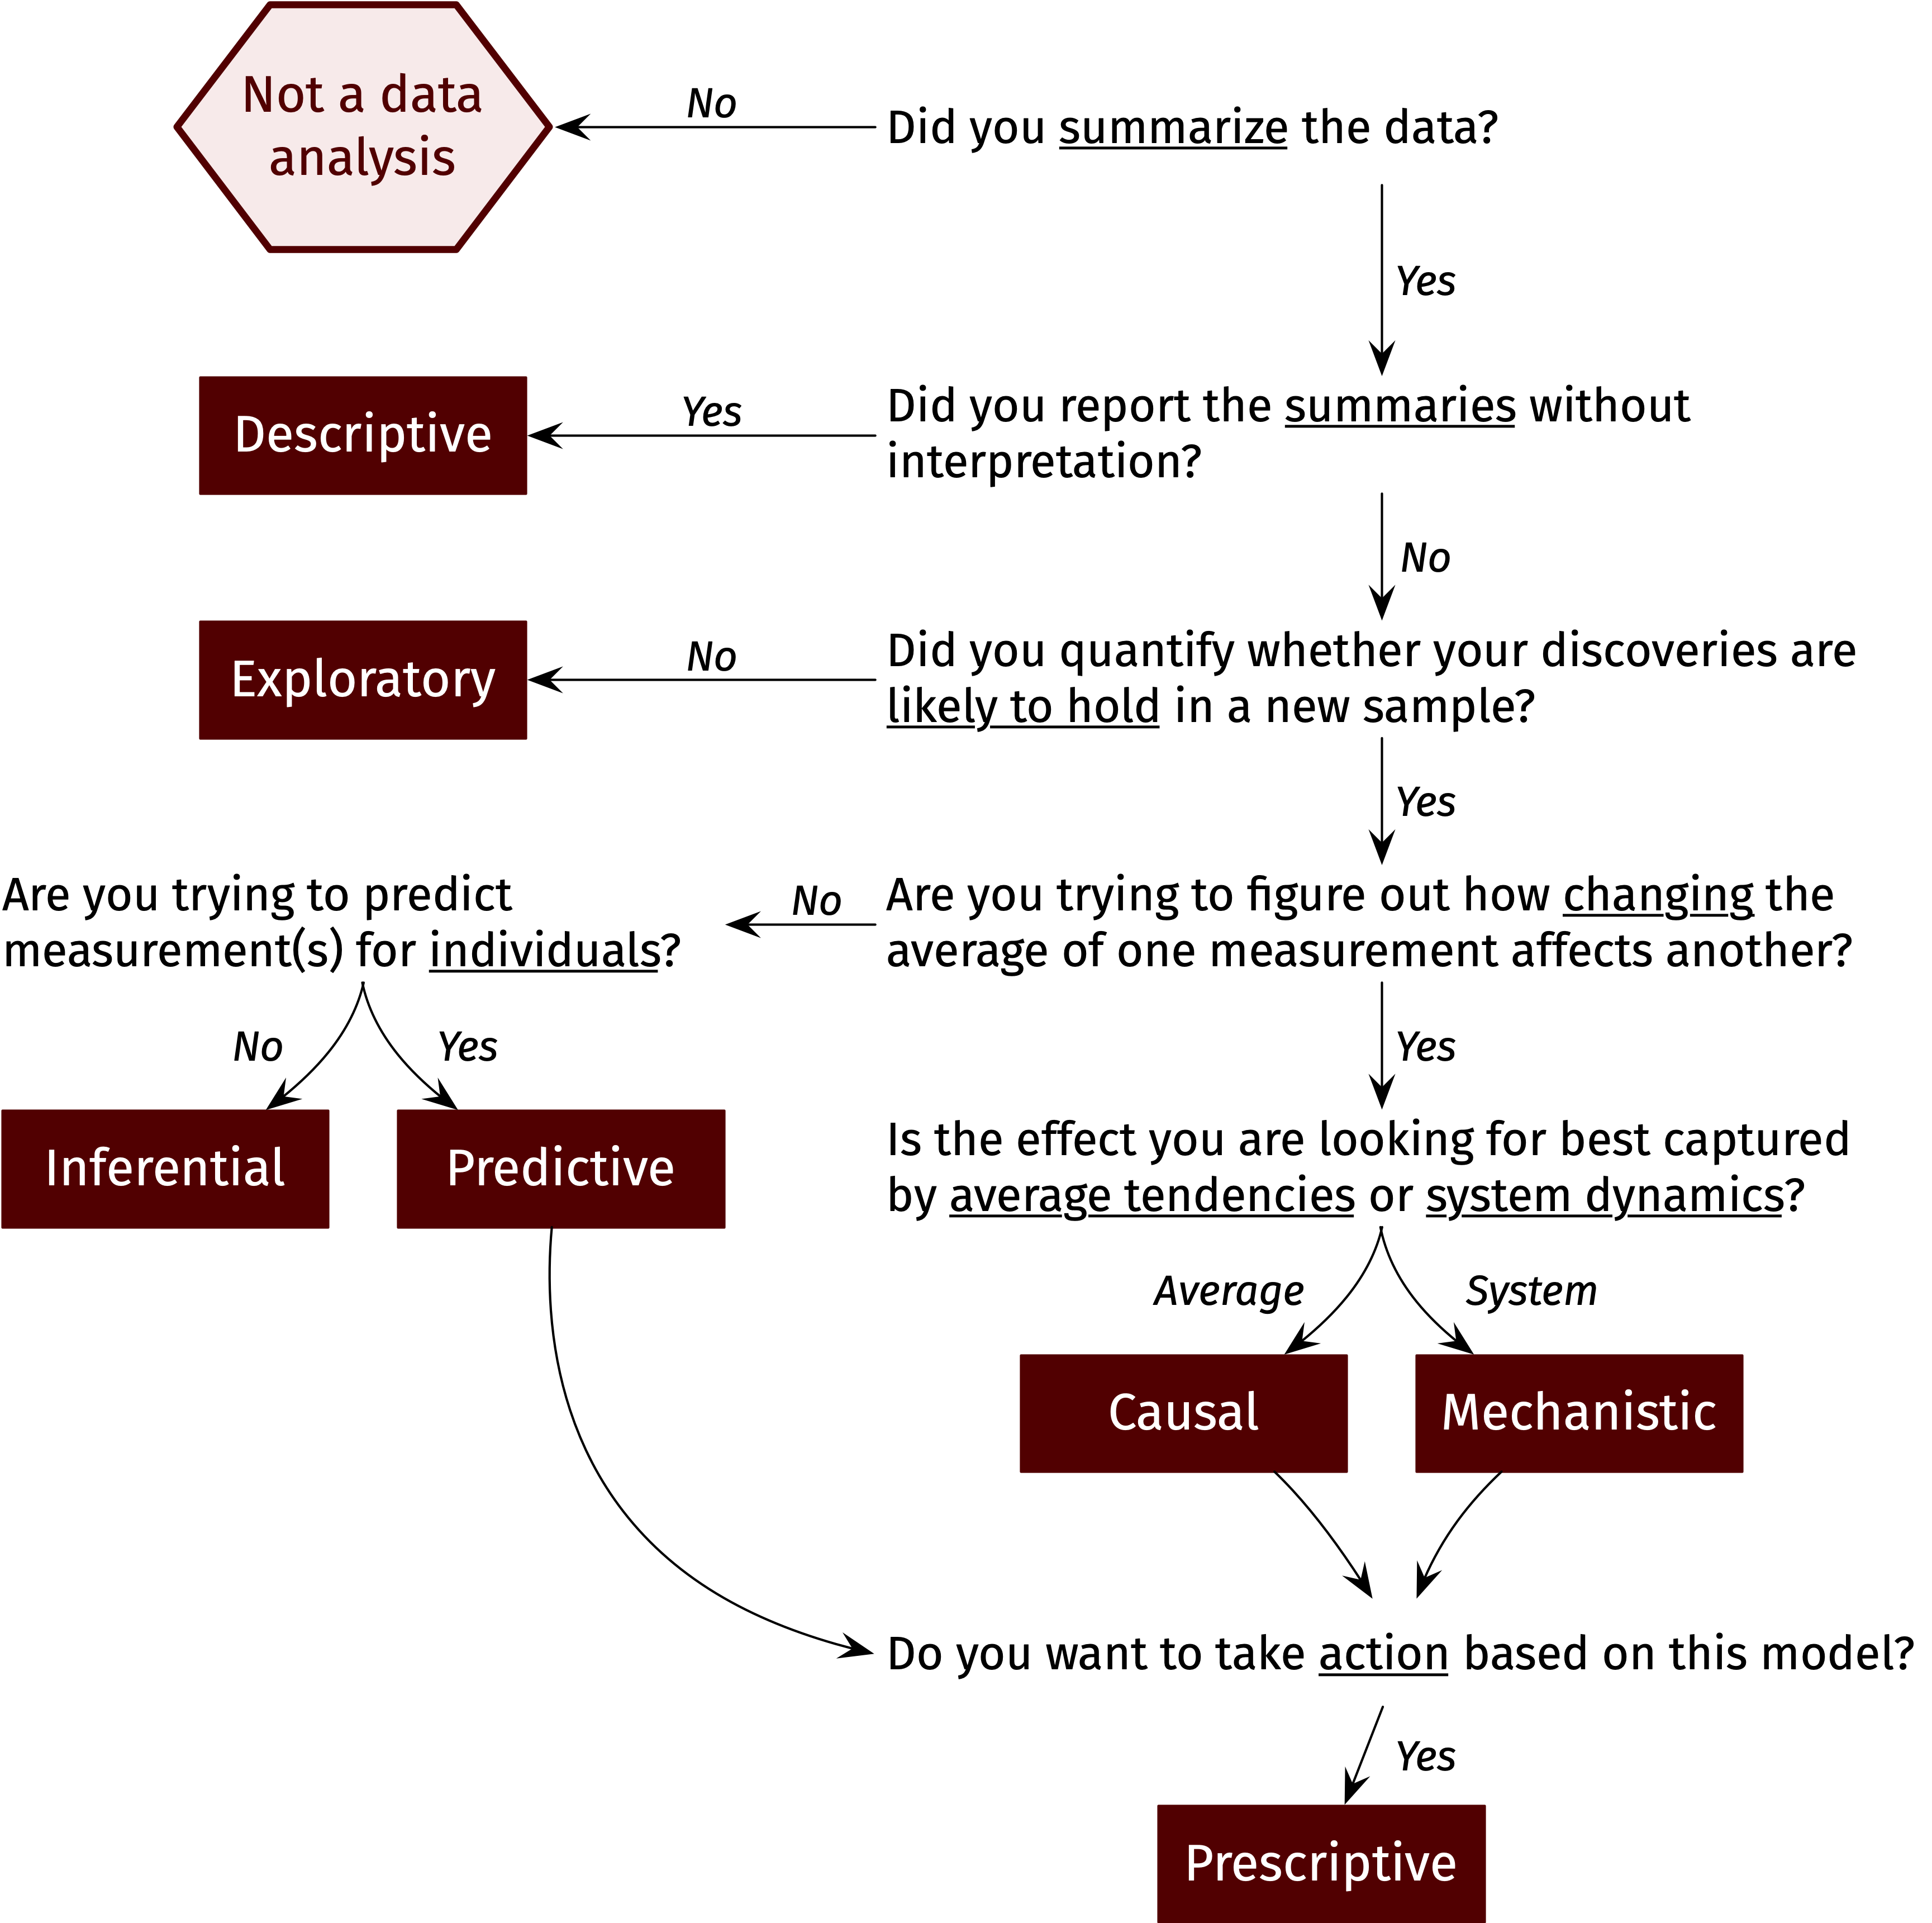 Not a data
analysis
No
Did you summarize the data?
Yes
Descriptive
Yes
Did you report the summaries without
interpretation?
No
Exploratory
No
Did you quantify whether your discoveries are
likely to hold in a new sample?
Yes
Are you trying to predict
measurement(s) for individuals?
No
Are you trying to figure out how changing the
average of one measurement affects another?
No
Yes
Yes
Inferential
Predictive
Is the effect you are looking for best captured
by average tendencies or system dynamics?
Average
System
Causal
Mechanistic
Do you want to take action based on this model?
Yes
Prescriptive